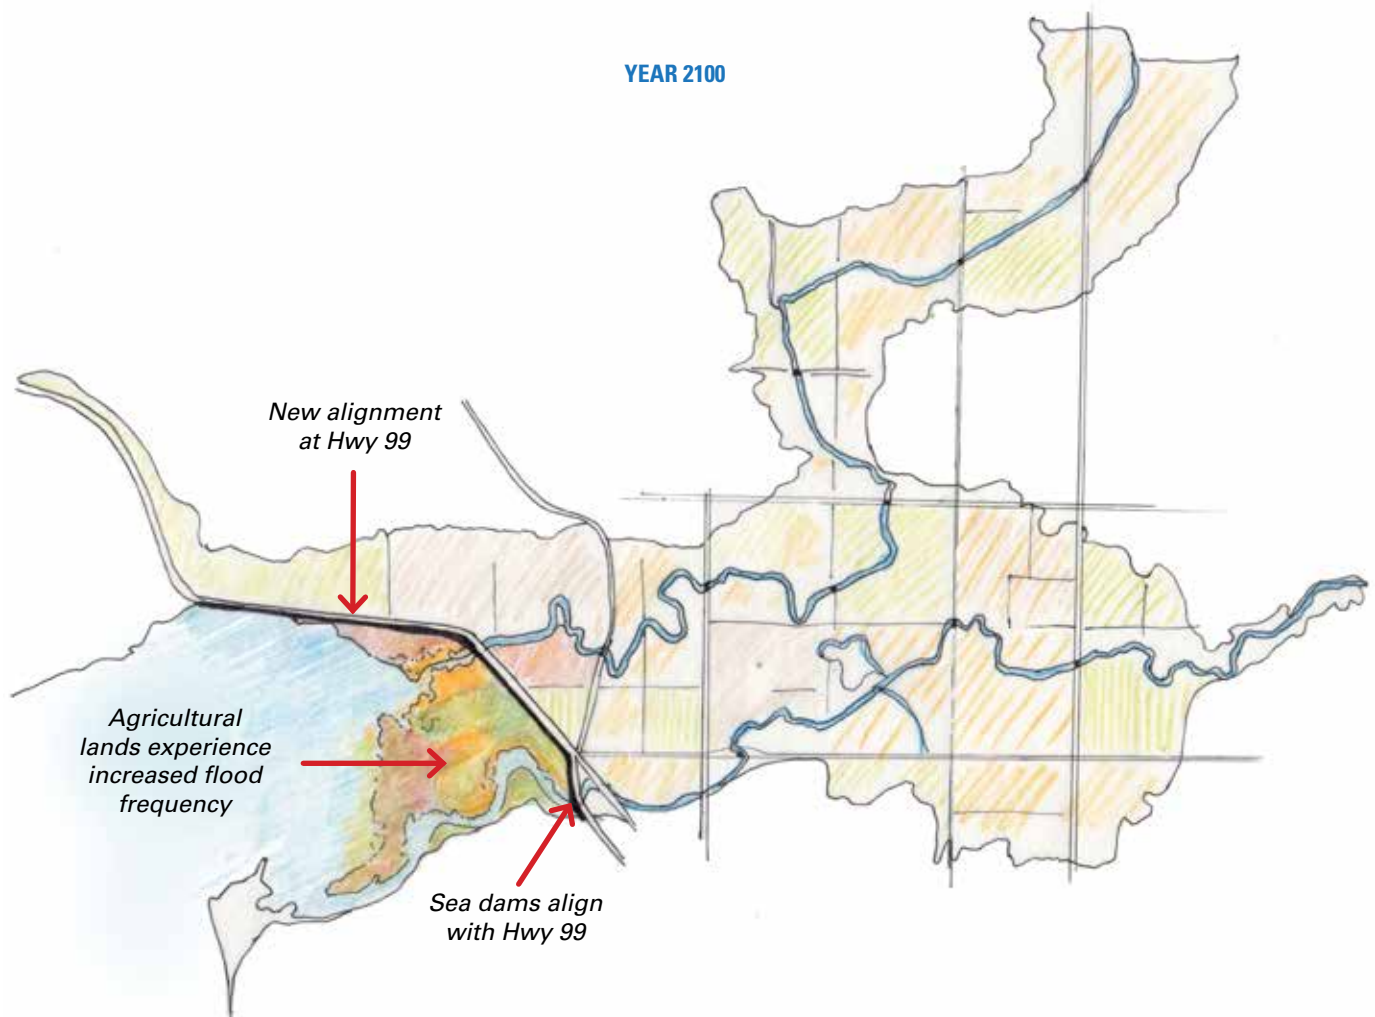 YEAR 2100
New alignment
at Hwy 99
Agricultural
lands experience
increased flood
frequency
Sea dams align
with Hwy 99